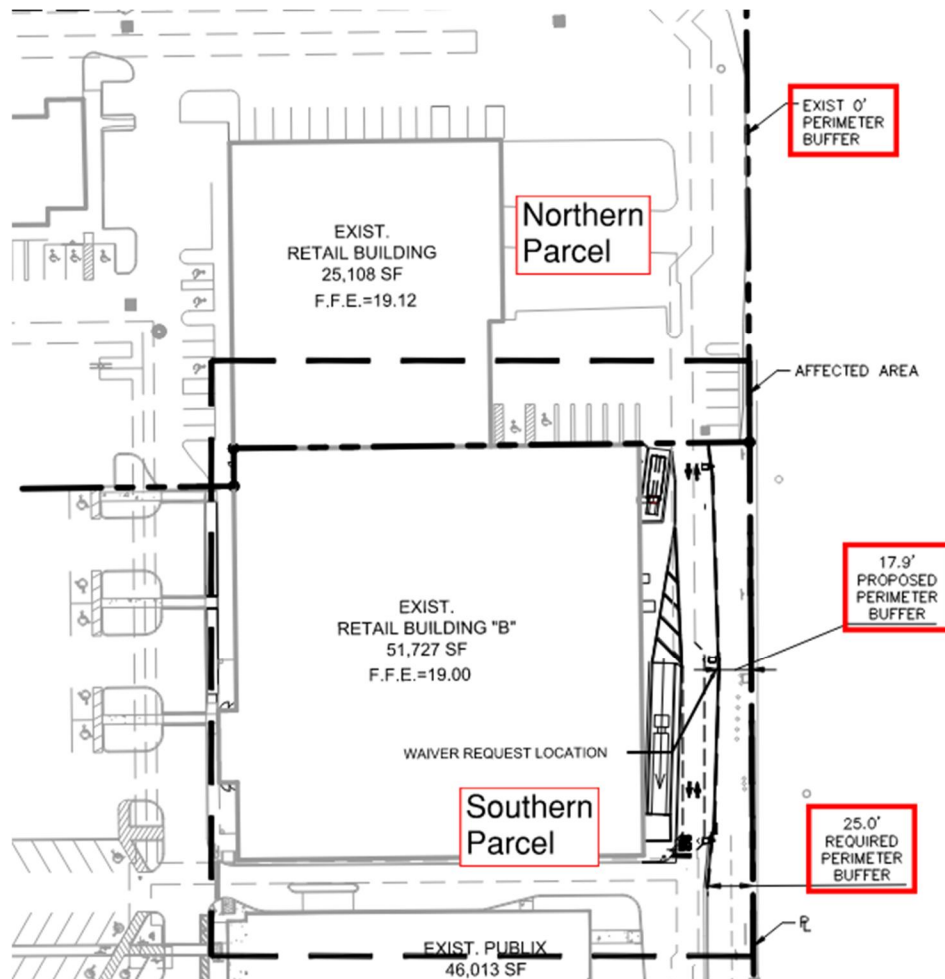 EXIST 0'
PERIMETER
BUFFER
Northern
Parcel
EXIST.
RETAIL BUILDING
25,108 SF
F.F.E.=19.12
AFFECTED AREA
17.9'
PROPOSED
PERIMETER
BUFFER
EXIST.
RETAIL BUILDING "B"
51,727 SF
F.F.E.=19.00
WAIVER REQUEST LOCATION
Southern
Parcel
25.0'
REQUIRED
PERIMETER
BUFFER
℄
EXIST. PUBLIX
46,013 SF